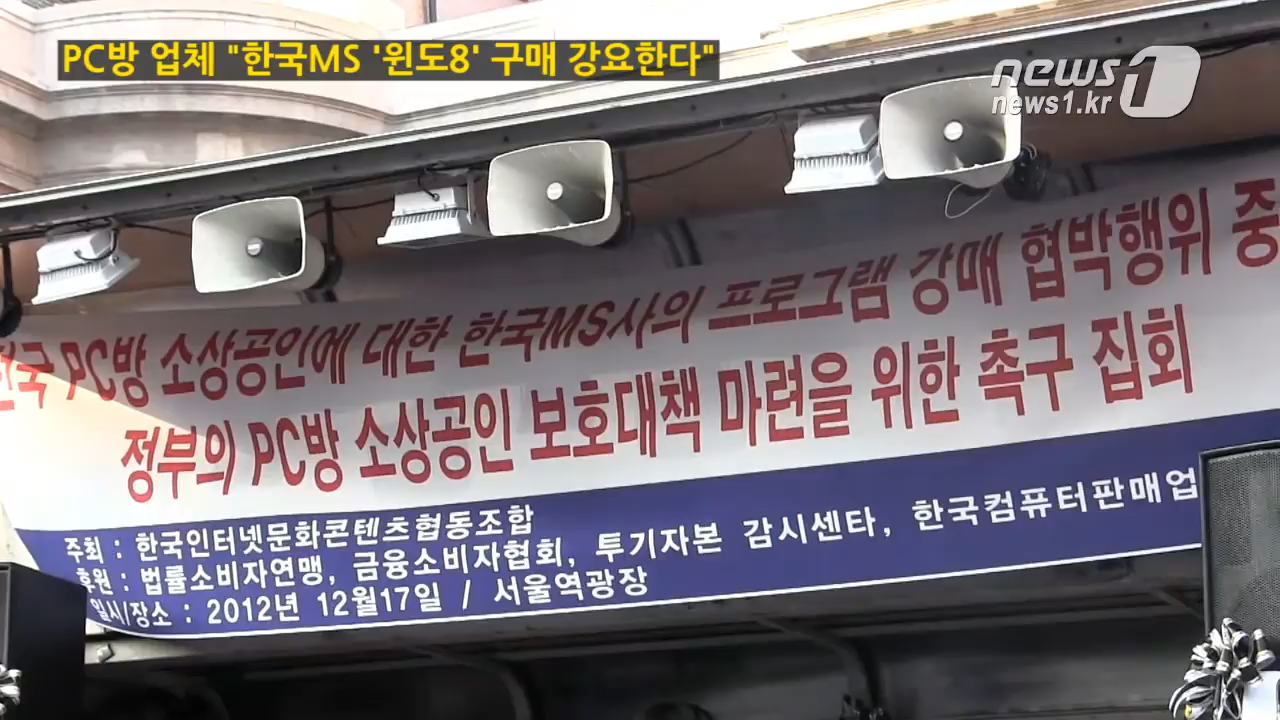 PC방 업체 "한국MS '윈도8' 구매 강요한다"
news1
news1.kr
PC방 소상공인에 대한 한국MS사의 프로그램 강매 협박행위 중
정부의 PC방 소상공인 보호대책 마련을 위한 촉구 집회
주최 : 한국인터넷문화콘텐츠협동조합
후원 : 법률소비자연맹, 금융소비자협회, 투기자본 감시센타, 한국컴퓨터판매업
일시/장소 : 2012년 12월17일 / 서울역광장